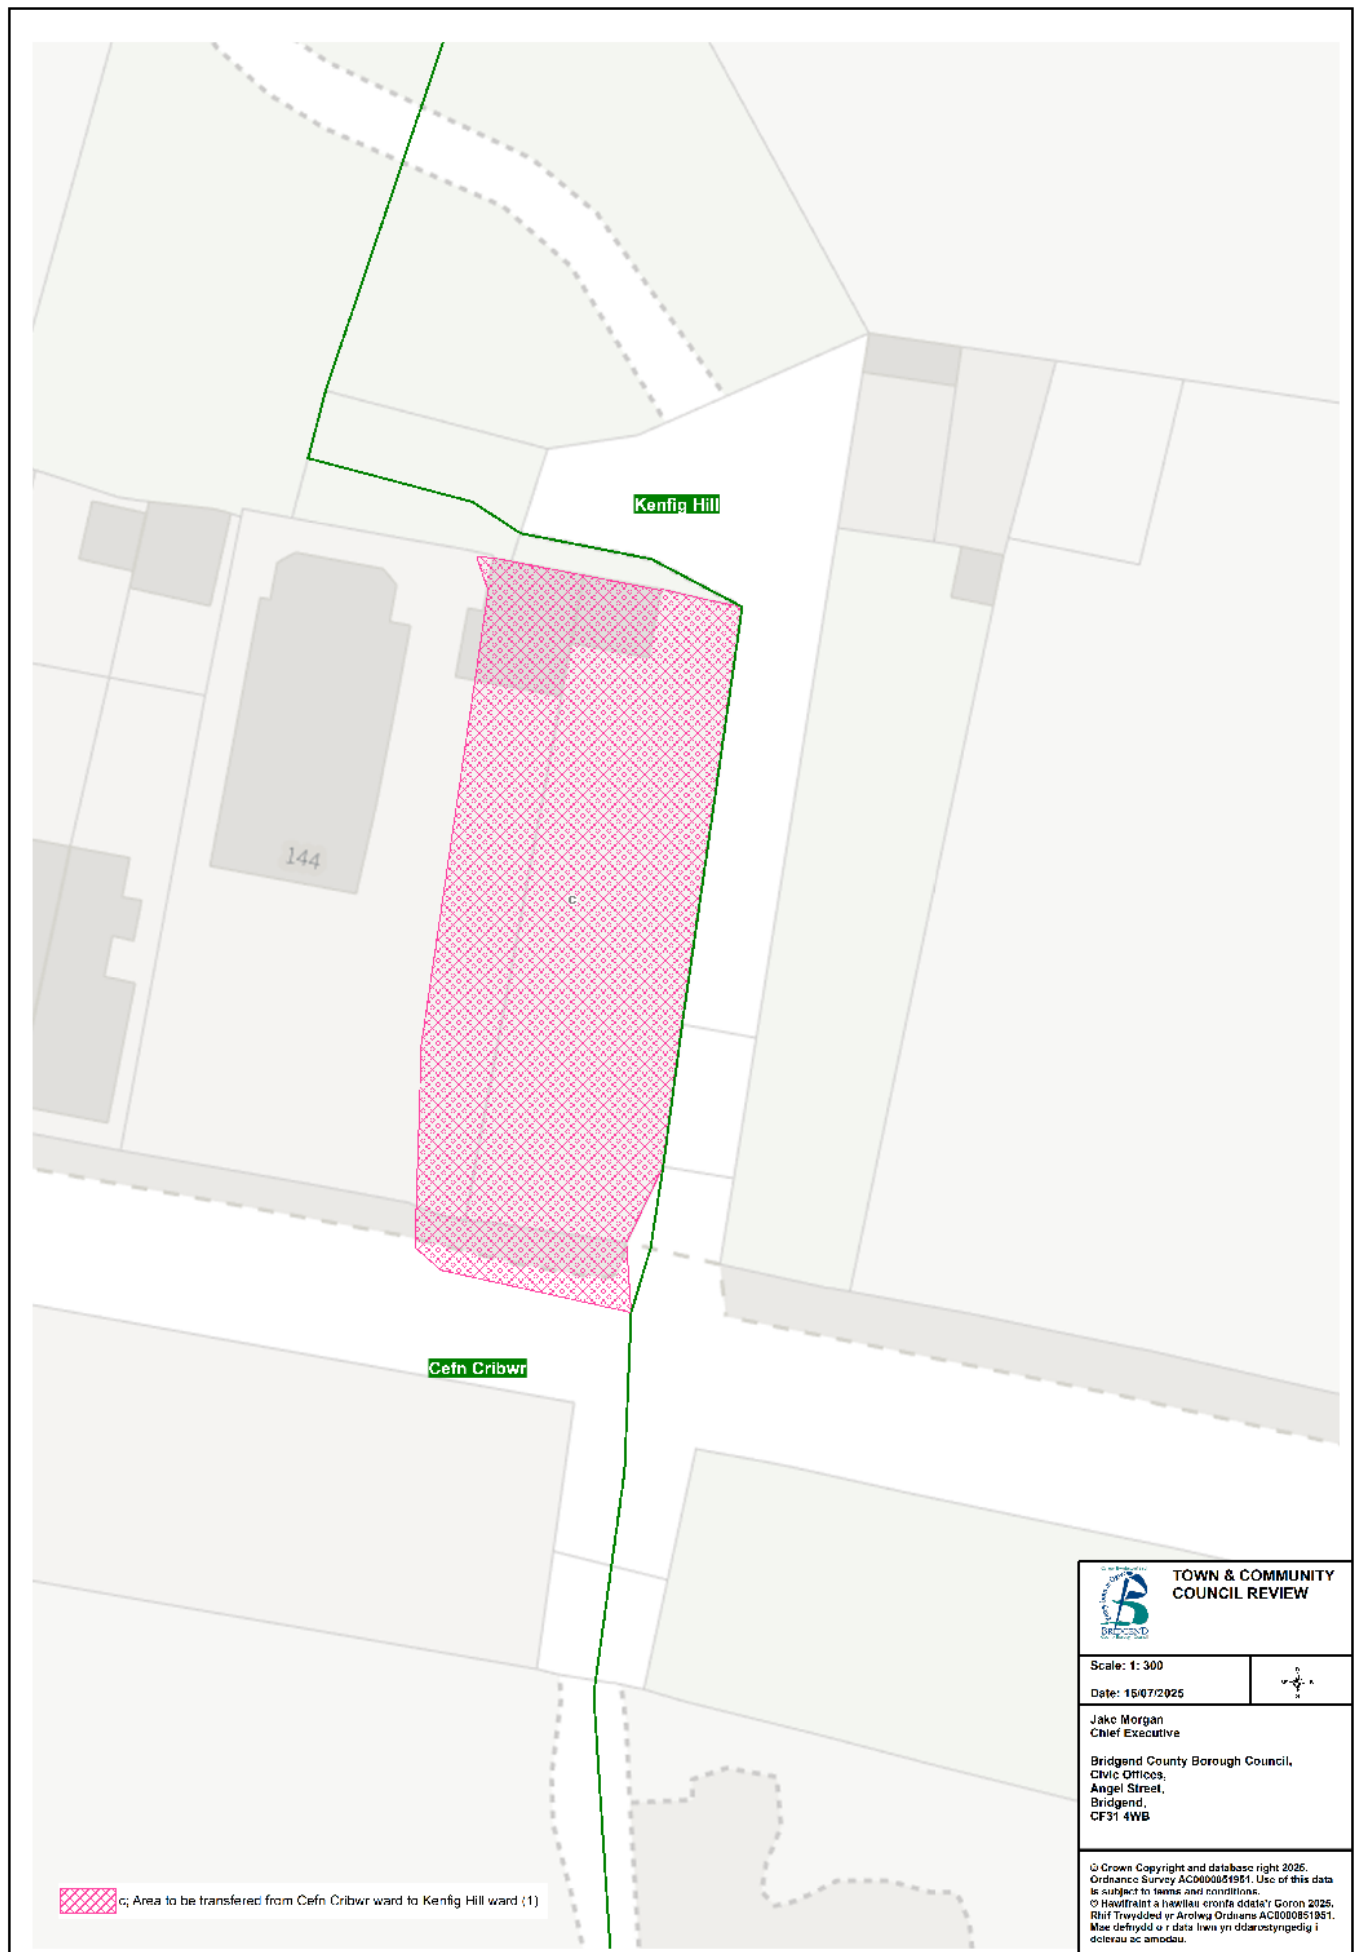 Kenfig Hill
144
c
Cefn Cribwr
c; Area to be transfered from Cefn Cribwr ward to Kenfig Hill ward (1)
TOWN & COMMUNITY
COUNCIL REVIEW
BRIDGEND
Scale: 1: 300
Date: 15/07/2025
Jake Morgan
Chief Executive
Bridgend County Borough Council,
Civic Offices,
Angel Street,
Bridgend,
CF31 4WB
© Crown Copyright and database right 2025.
Ordnance Survey AC0000851951. Use of this data
is subject to terms and conditions.
© Hawlfraint a hawliau cronfa ddata'r Goron 2025,
Rhif Trwydded yr Arolwg Ordnans AC0000851951.
Mae defnydd o r data hwn yn ddarostyngedig i
delerau ac amodau.